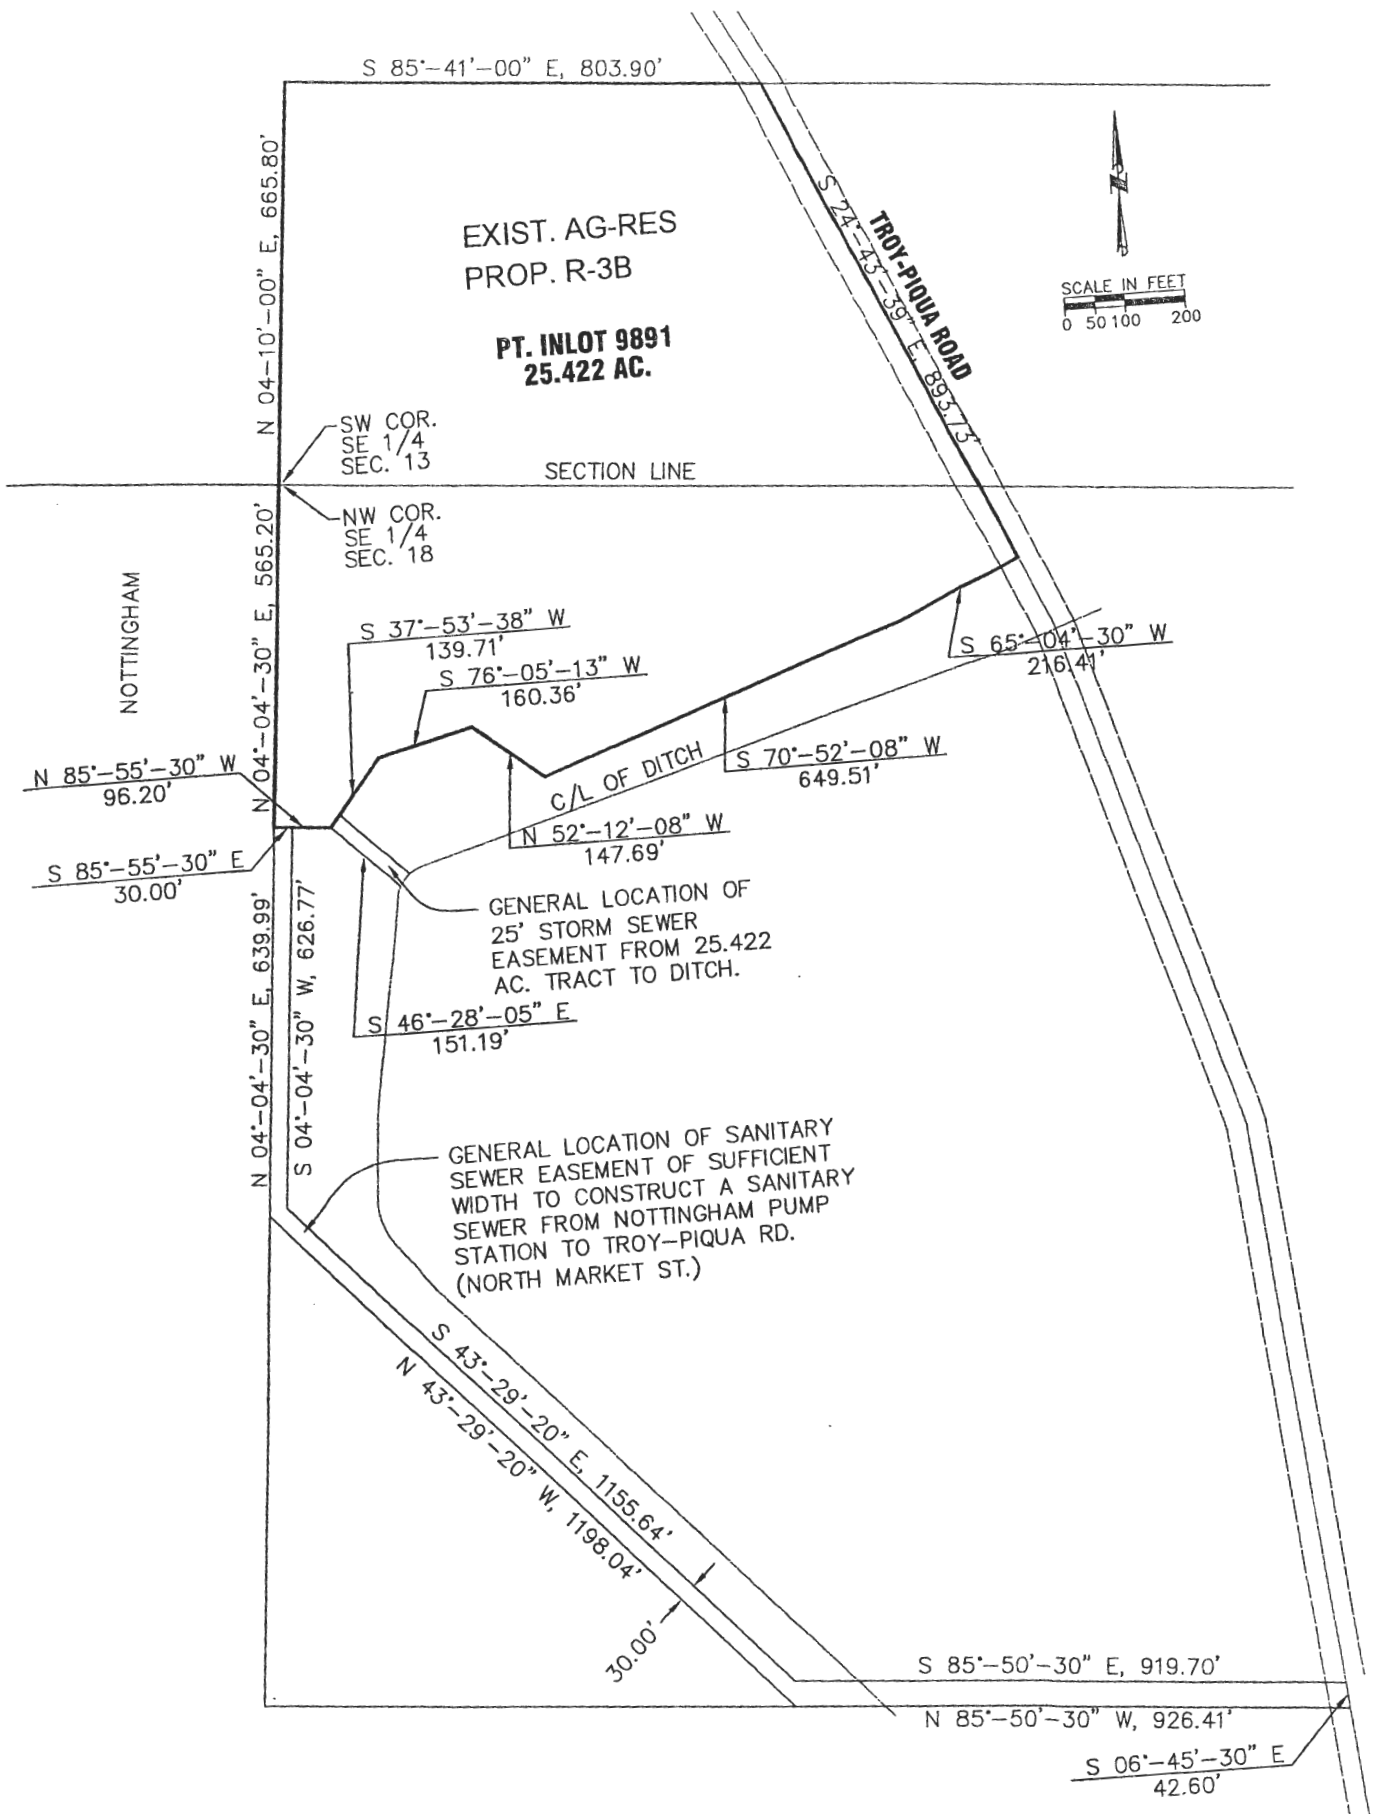 S 85°-41'-00" E, 803.90'
N 04-10'-00" E, 665.80'
EXIST. AG-RES
PROP. R-3B
PT. INLOT 9891
25.422 AC.
S 24°-43'-39" E, 893.73'
TROY-PIQUA ROAD
N
SCALE IN FEET
0 50 100 200
SW COR.
SE 1/4
SEC. 13
SECTION LINE
NW COR.
SE 1/4
SEC. 18
NOTTINGHAM
N 04°-04'-30" E, 565.20'
S 37°-53'-38" W
139.71'
S 76°-05'-13" W
160.36'
S 65°-04'-30" W
216.41'
N 85°-55'-30" W
96.20'
C/L OF DITCH
S 70°-52'-08" W
649.51'
N 52°-12'-08" W
147.69'
S 85°-55'-30" E
30.00'
GENERAL LOCATION OF
25' STORM SEWER
EASEMENT FROM 25.422
AC. TRACT TO DITCH.
N 04°-04'-30" E, 639.99'
S 04°-04'-30" W, 626.77'
S 46°-28'-05" E
151.19'
GENERAL LOCATION OF SANITARY
SEWER EASEMENT OF SUFFICIENT
WIDTH TO CONSTRUCT A SANITARY
SEWER FROM NOTTINGHAM PUMP
STATION TO TROY-PIQUA RD.
(NORTH MARKET ST.)
S 43°-29'-20" E, 1155.64'
N 43°-29'-20" W, 1198.04'
30.00'
S 85°-50'-30" E, 919.70'
N 85°-50'-30" W, 926.41'
S 06°-45'-30" E
42.60'